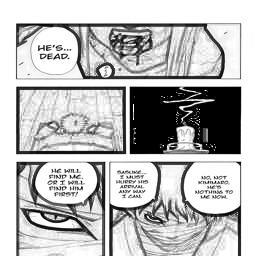 HE'S...
DEAD.
HE WILL
FIND ME,
OR I WILL
FIND HIM
FIRST!
SASUKE...
I MUST
HURRY HIS
ARRIVAL
ANY WAY
I CAN.
NO, NOT
KIMIMARO,
HE'S
NOTHING TO
ME NOW.